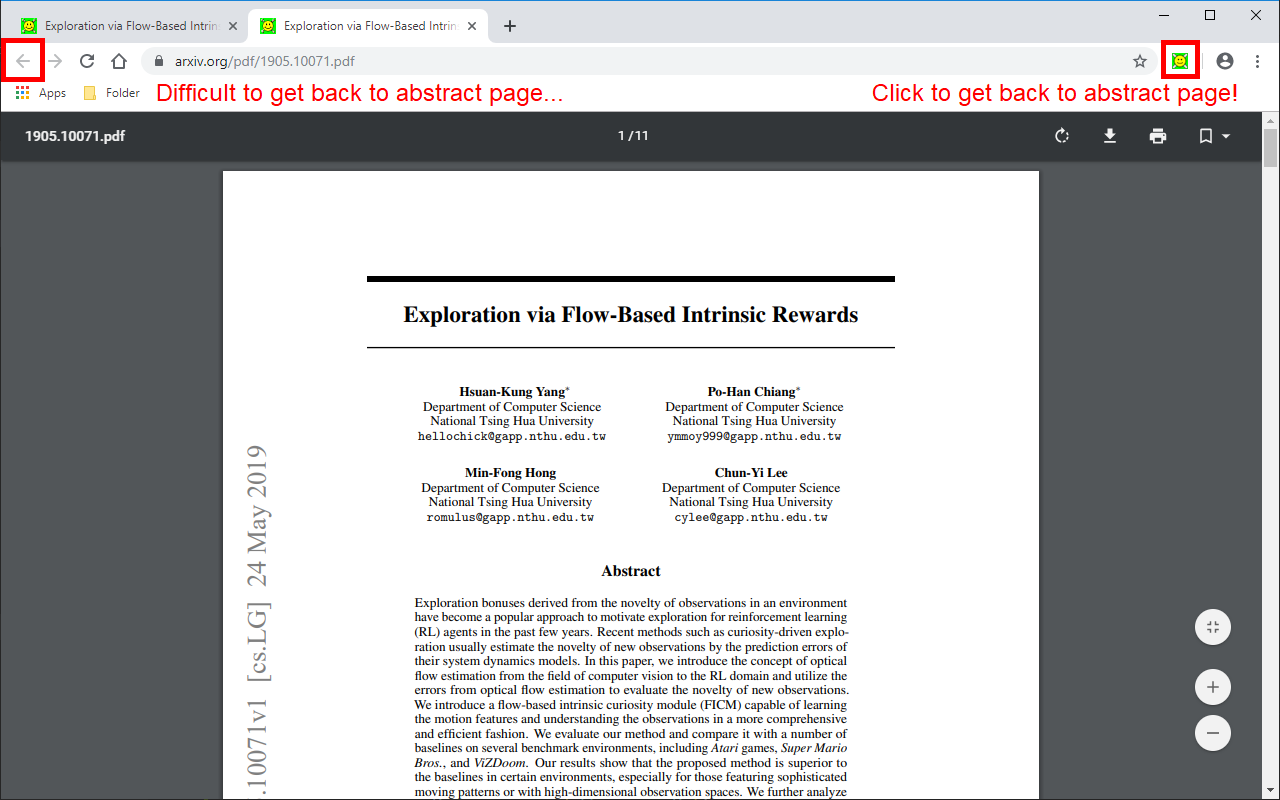 Exploration via Flow-Based Intrins
Exploration via Flow-Based Intrins
arxiv.org/pdf/1905.10071.pdf
Apps
Folder
Difficult to get back to abstract page...
Click to get back to abstract page!
1905.10071.pdf
1 / 11
Exploration via Flow-Based Intrinsic Rewards
Hsuan-Kung Yang*
Department of Computer Science
National Tsing Hua University
hellochick@gapp.nthu.edu.tw
Po-Han Chiang*
Department of Computer Science
National Tsing Hua University
ymmoy999@gapp.nthu.edu.tw
Min-Fong Hong
Department of Computer Science
National Tsing Hua University
romulus@gapp.nthu.edu.tw
Chun-Yi Lee
Department of Computer Science
National Tsing Hua University
cylee@gapp.nthu.edu.tw
Abstract
Exploration bonuses derived from the novelty of observations in an environment
have become a popular approach to motivate exploration for reinforcement learning
(RL) agents in the past few years. Recent methods such as curiosity-driven explo-
ration usually estimate the novelty of new observations by the prediction errors of
their system dynamics models. In this paper, we introduce the concept of optical
flow estimation from the field of computer vision to the RL domain and utilize the
errors from optical flow estimation to evaluate the novelty of new observations.
We introduce a flow-based intrinsic curiosity module (FICM) capable of learning
the motion features and understanding the observations in a more comprehensive
and efficient fashion. We evaluate our method and compare it with a number of
baselines on several benchmark environments, including Atari games, Super Mario
Bros., and ViZDoom. Our results show that the proposed method is superior to
the baselines in certain environments, especially for those featuring sophisticated
moving patterns or with high-dimensional observation spaces. We further analyze
.10071v1 [cs.LG] 24 May 2019